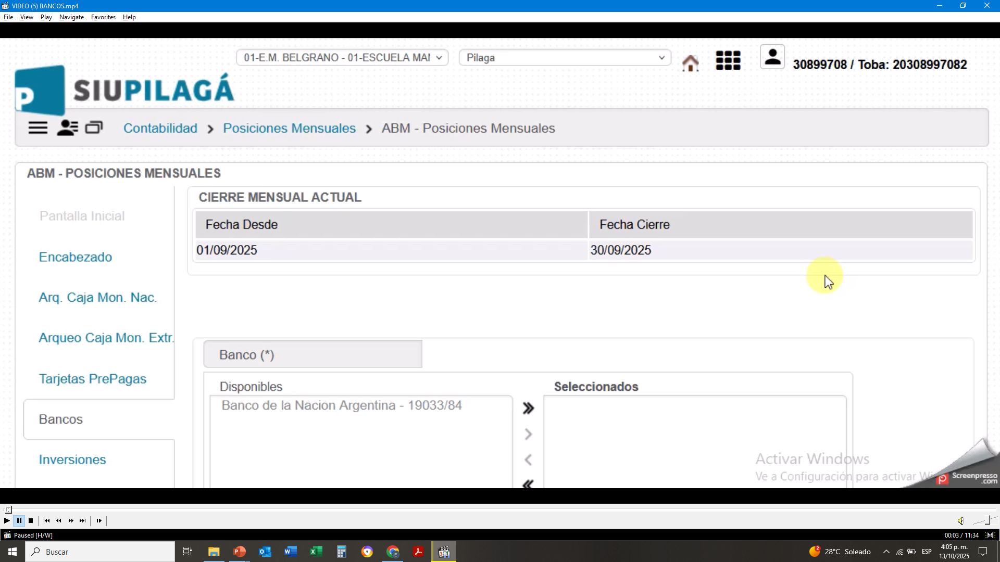 VIDEO (5) BANCOS.mp4
File View Play Navigate Favorites Help
01-E.M. BELGRANO - 01-ESCUELA MAI
Pilaga
30899708 / Toba: 20308997082
P SIUPILAGÁ
Contabilidad > Posiciones Mensuales > ABM - Posiciones Mensuales
ABM - POSICIONES MENSUALES
CIERRE MENSUAL ACTUAL
Pantalla Inicial
Fecha Desde Fecha Cierre
01/09/2025 30/09/2025
Encabezado
Arq. Caja Mon. Nac.
Arqueo Caja Mon. Extr.
Tarjetas PrePagas
Bancos
Inversiones
Banco (*)
Disponibles Seleccionados
Banco de la Nacion Argentina - 19033/84
Activar Windows
Ve a Configuración para activar Wi
Screenpresso
.com
Paused [H/W]
00:03 / 11:34
Buscar
28°C Soleado
ESP
4:05 p. m.
13/10/2025